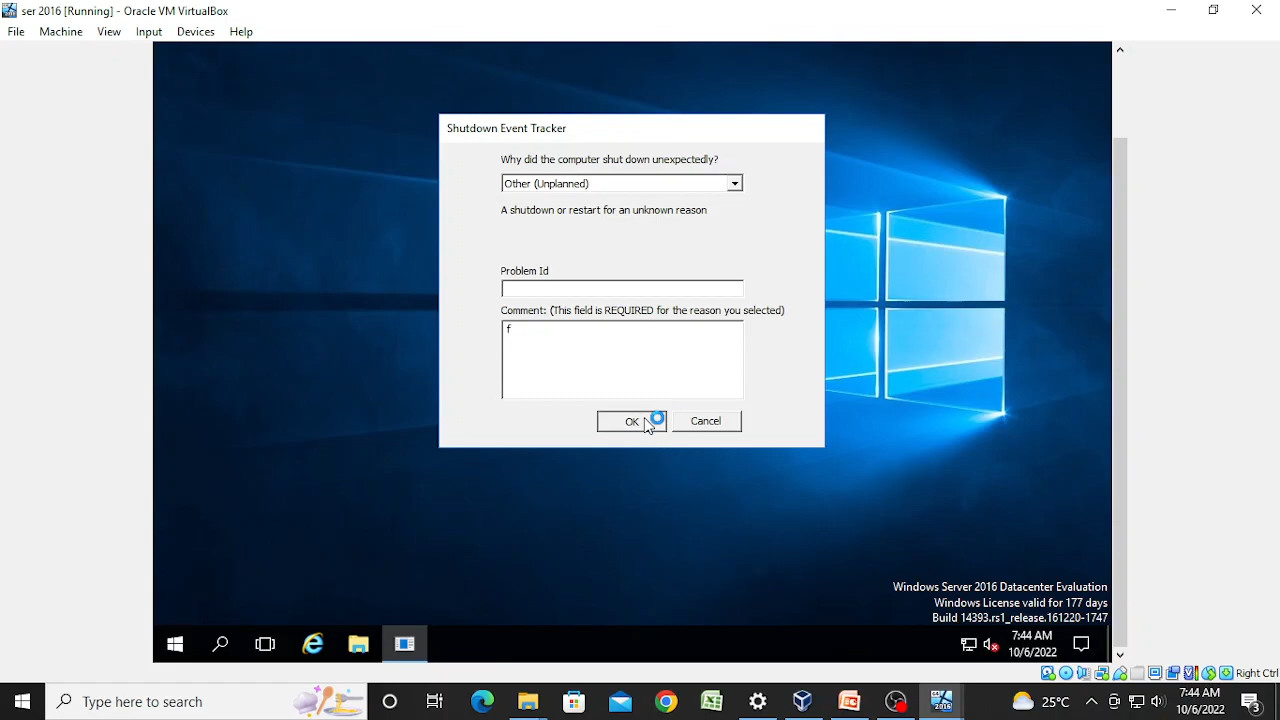 ser 2016 [Running] - Oracle VM VirtualBox
File Machine View Input Devices Help
Shutdown Event Tracker
Why did the computer shut down unexpectedly?
Other (Unplanned)
A shutdown or restart for an unknown reason
Problem Id
Comment: (This field is REQUIRED for the reason you selected)
f
OK Cancel
Windows Server 2016 Datacenter Evaluation
Windows License valid for 177 days
Build 14393.rs1_release.161220-1747
7:44 AM
10/6/2022
Right Ctrl
Type here to search
25°C
7:44 AM
10/6/2022
3